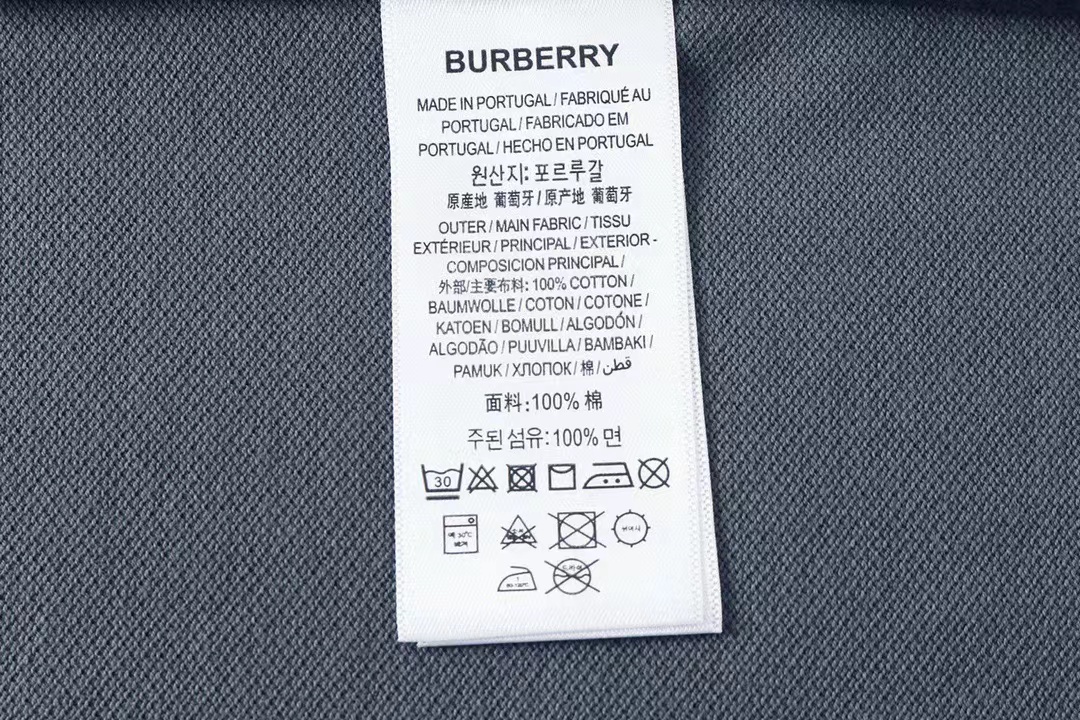 BURBERRY
MADE IN PORTUGAL / FABRIQUÉ AU
PORTUGAL / FABRICADO EM
PORTUGAL / HECHO EN PORTUGAL
원산지: 포르루갈
原産地 葡萄牙 / 原产地 葡萄牙
OUTER / MAIN FABRIC / TISSU
EXTÉRIEUR / PRINCIPAL / EXTERIOR -
COMPOSICION PRINCIPAL /
外部/主要布料: 100% COTTON /
BAUMWOLLE / COTON / COTONE /
KATOEN / BOMULL / ALGODÓN /
ALGODÃO / PUUVILLA / BAMBAKI /
PAMUK / ХЛОПОК / 棉 / قطن
面料:100% 棉
주된 섬유: 100% 면
30